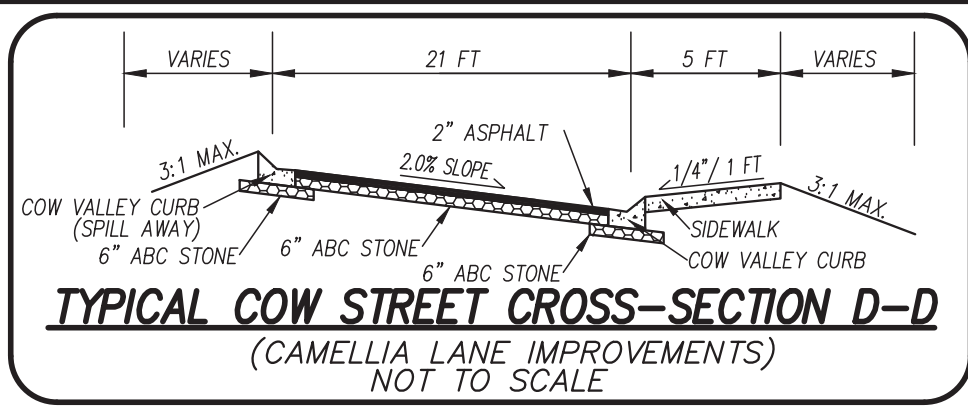 VARIES
21 FT
5 FT
VARIES
2" ASPHALT
3:1 MAX.
2.0% SLOPE
1/4"/ 1 FT
3:1 MAX.
COW VALLEY CURB
(SPILL AWAY)
SIDEWALK
6" ABC STONE
6" ABC STONE
COW VALLEY CURB
6" ABC STONE
TYPICAL COW STREET CROSS-SECTION D-D
(CAMELLIA LANE IMPROVEMENTS)
NOT TO SCALE